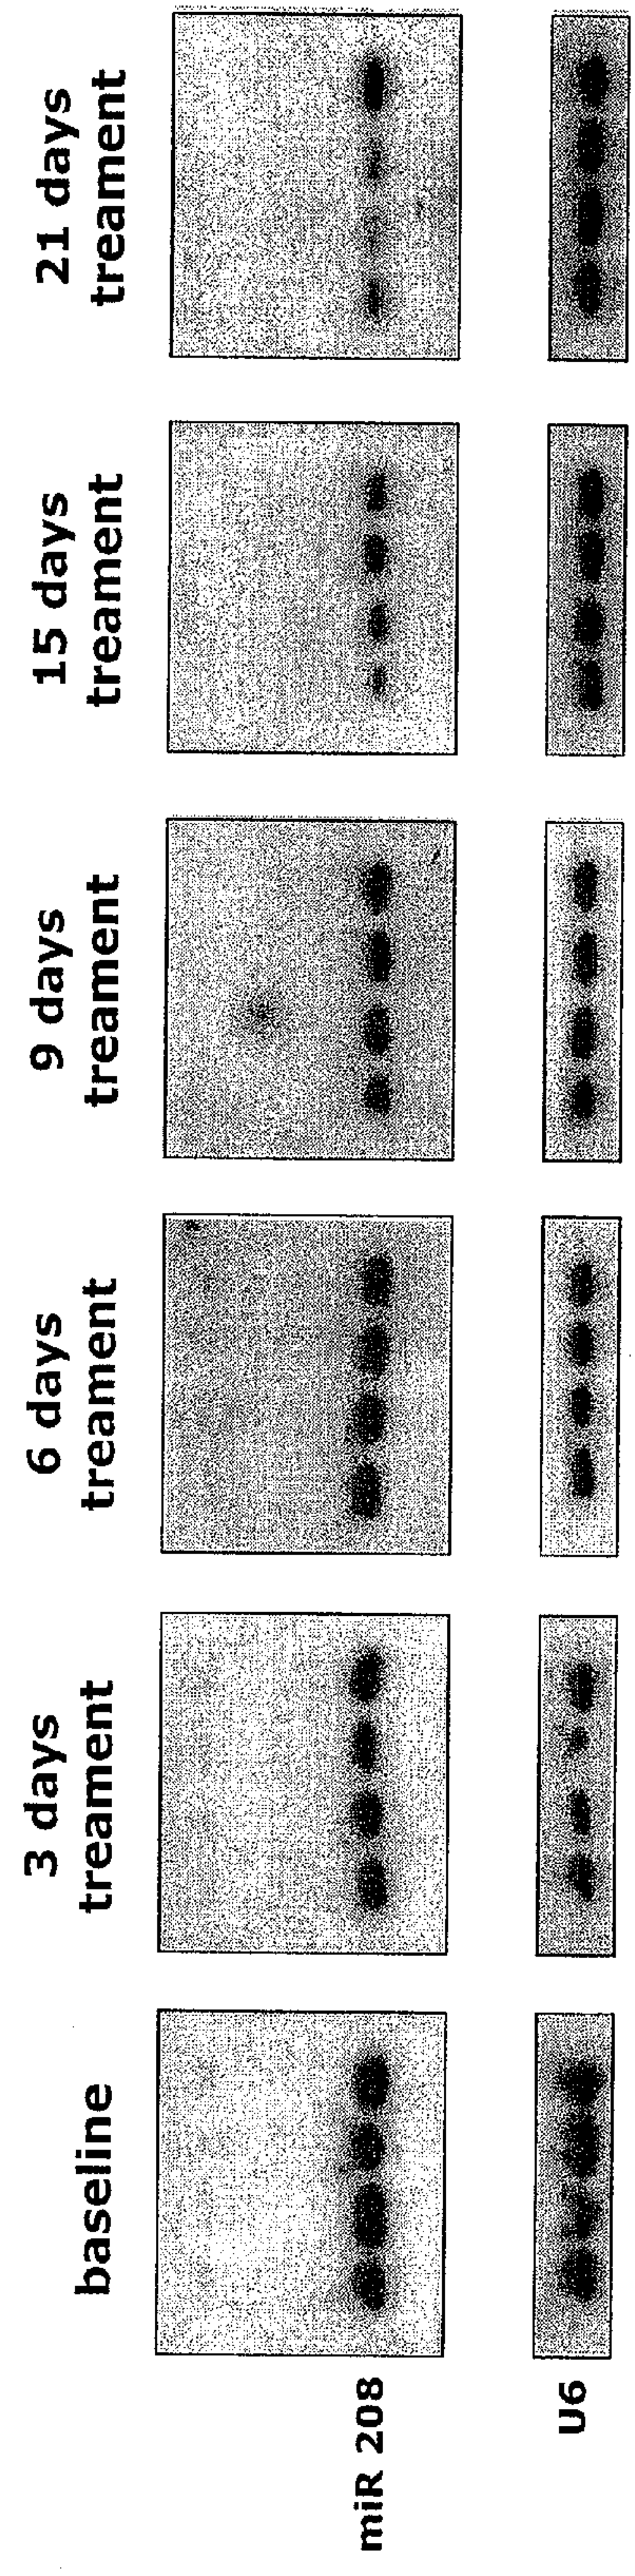 baseline
3 days
treament
6 days
treament
9 days
treament
15 days
treament
21 days
treament
miR 208
U6